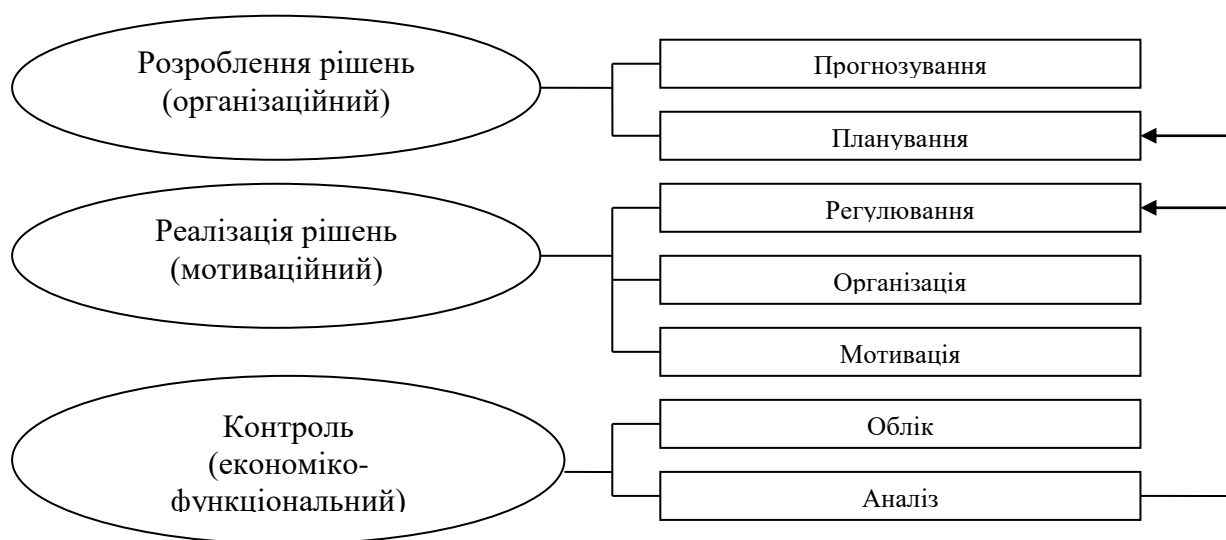 Розроблення рішень
(організаційний)
Прогнозування
Планування
Реалізація рішень
(мотиваційний)
Регулювання
Організація
Мотивація
Контроль
(економіко-
функціональний)
Облік
Аналіз